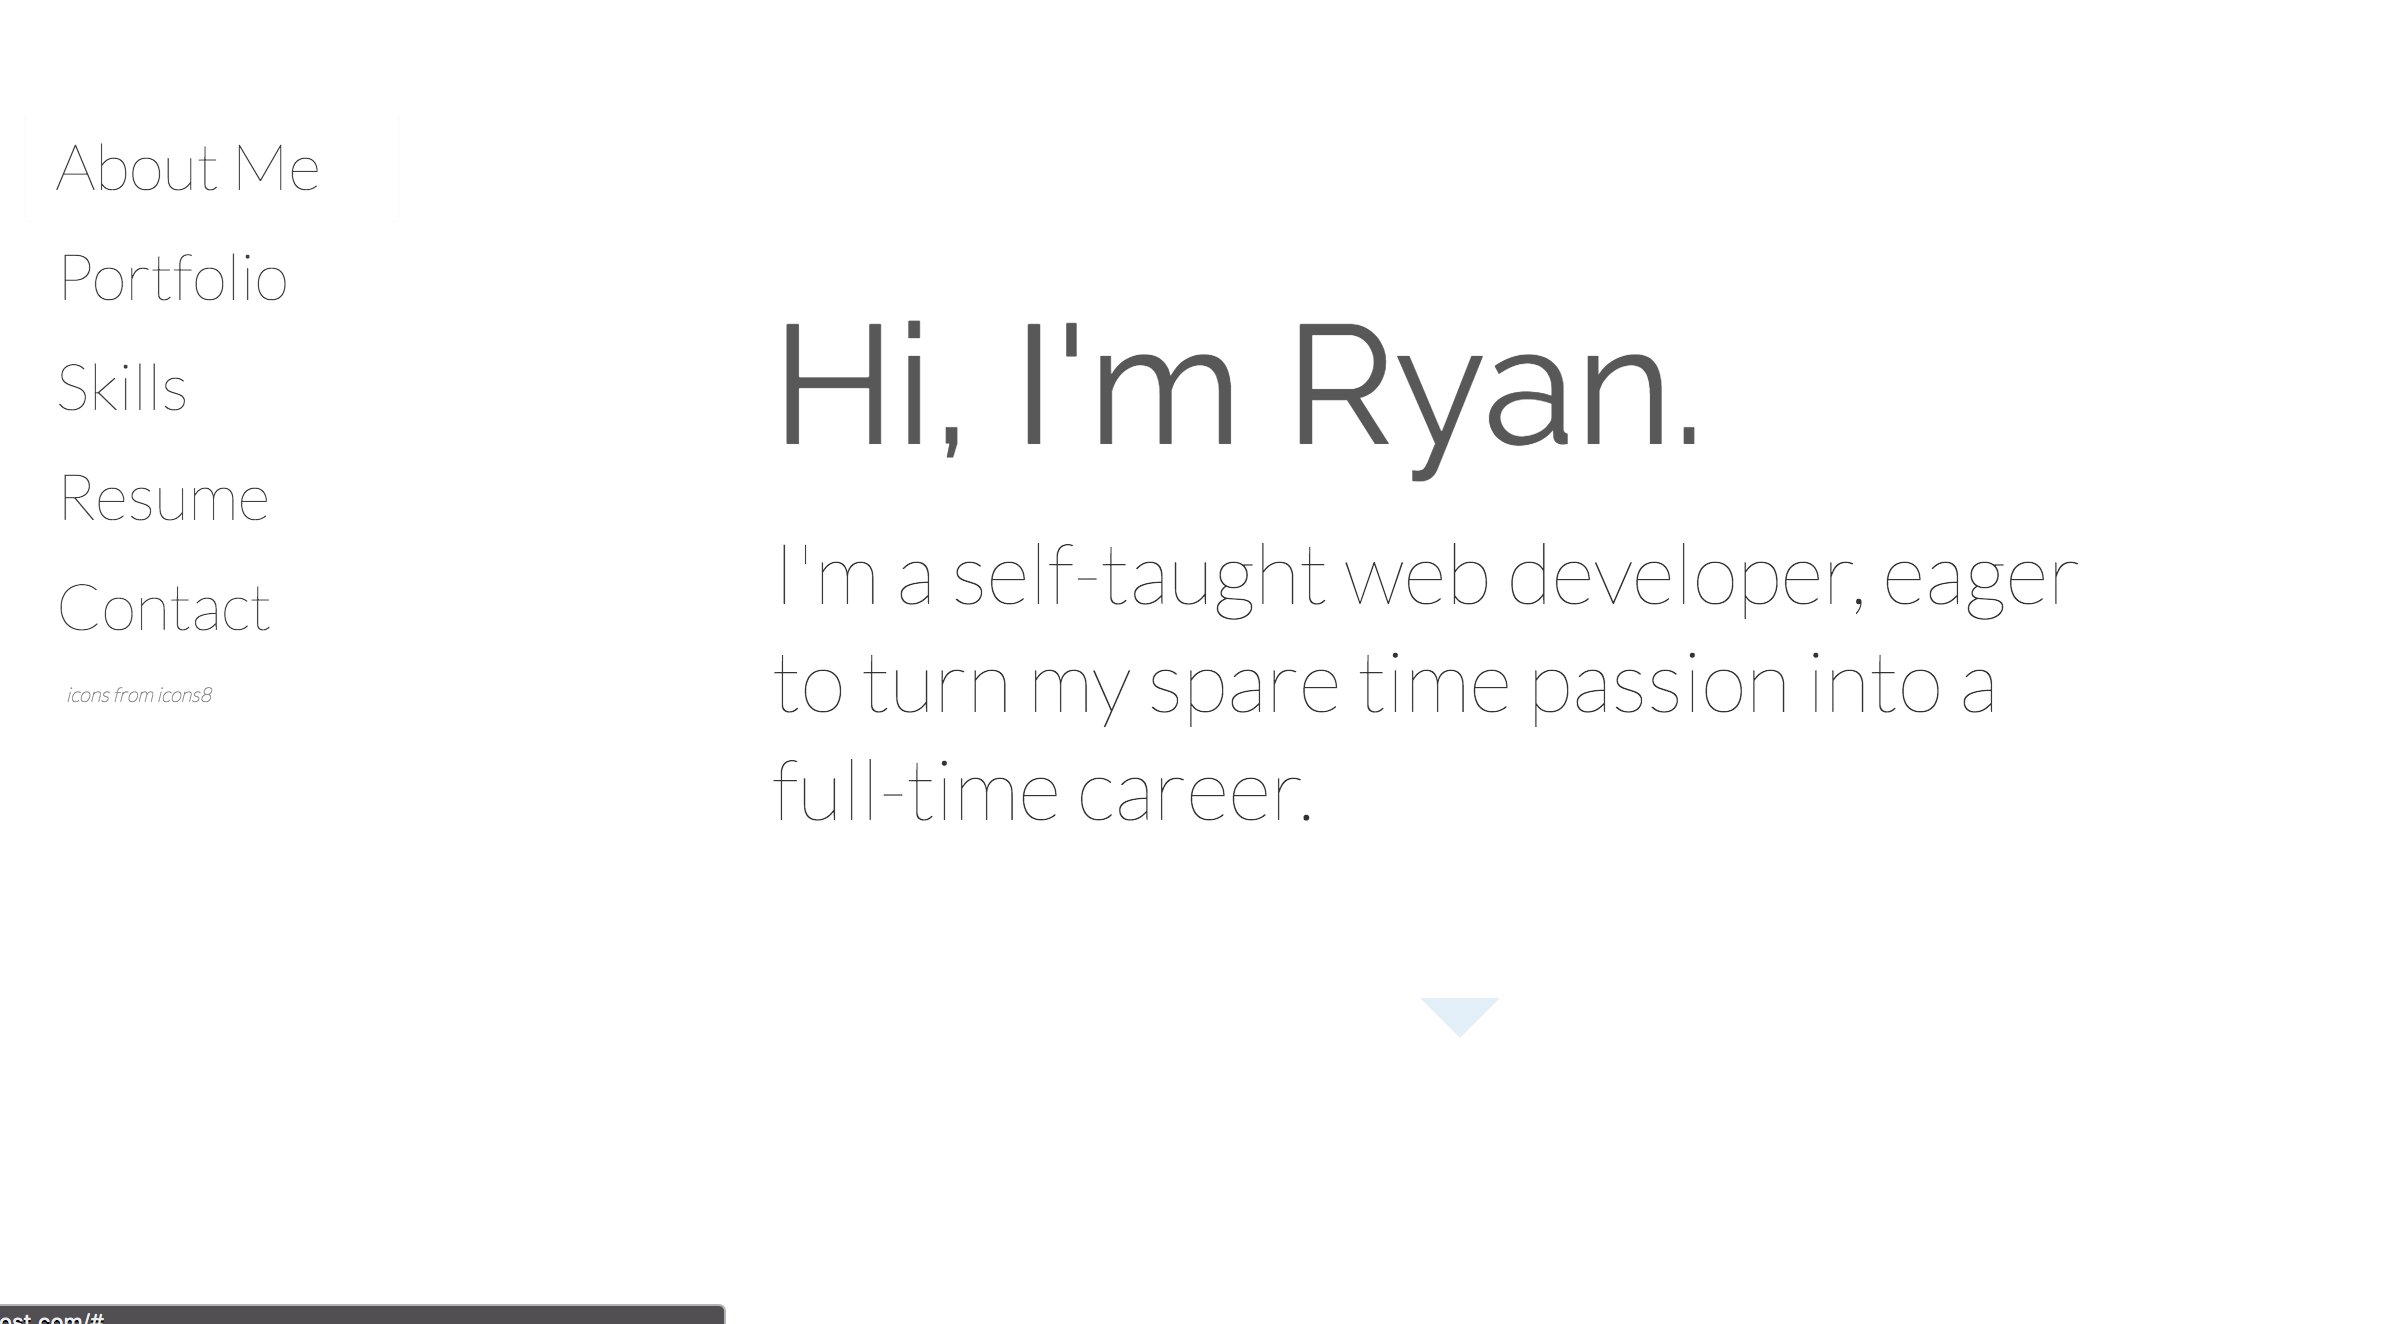 About Me
Portfolio
Skills
Resume
Contact
icons from icons8
Hi, I'm Ryan.
I'm a self-taught web developer, eager
to turn my spare time passion into a
full-time career.
ost.com/#